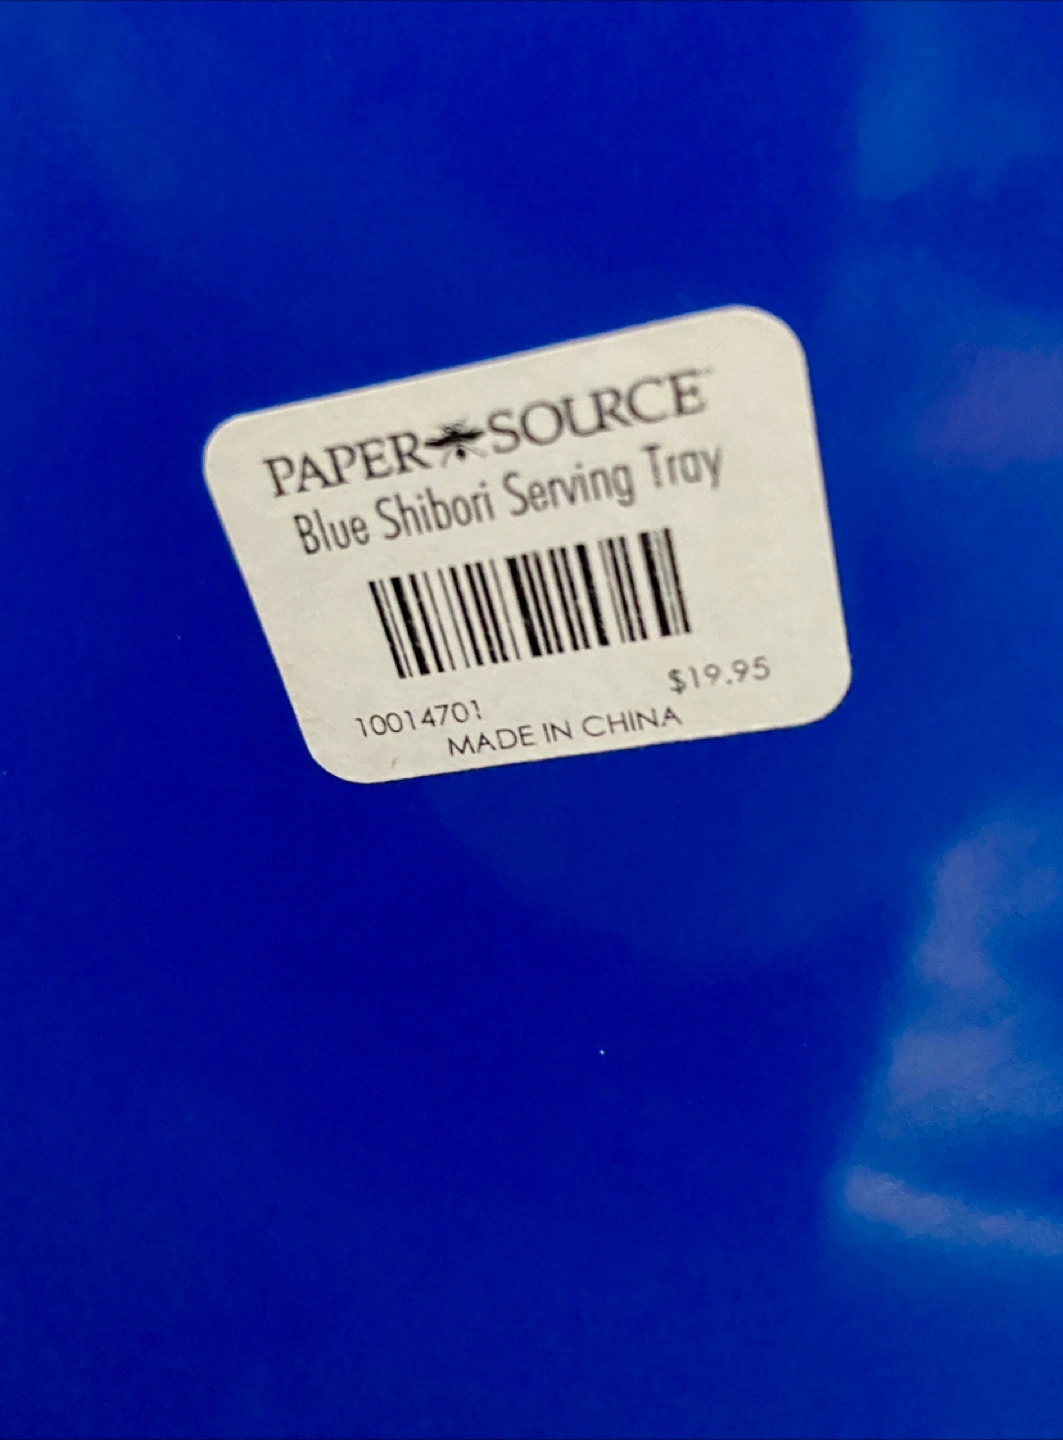 PAPER SOURCE
Blue Shibori Serving Tray
10014701
$19.95
MADE IN CHINA